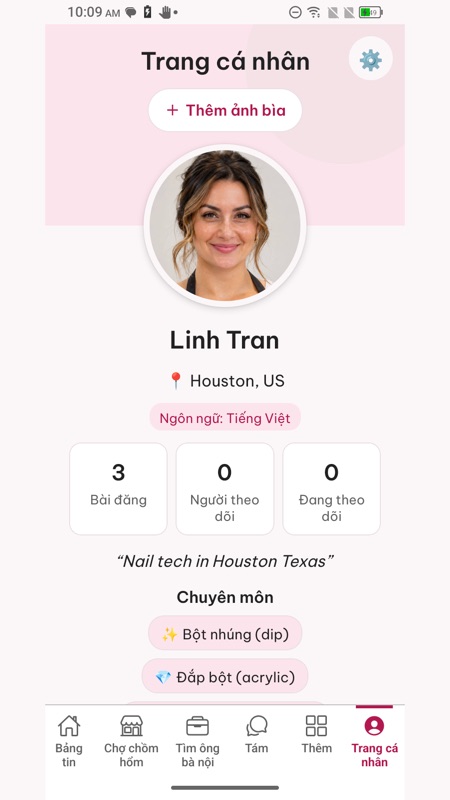 10:09 AM
49
Trang cá nhân
+ Thêm ảnh bìa
Linh Tran
📍 Houston, US
Ngôn ngữ: Tiếng Việt
3
Bài đăng
0
Người theo
dõi
0
Đang theo
dõi
“Nail tech in Houston Texas”
Chuyên môn
✨ Bột nhúng (dip)
💎 Đắp bột (acrylic)
Bảng
tin
Chợ chồm
hổm
Tìm ông
bà nội
Tám
Thêm
Trang cá
nhân